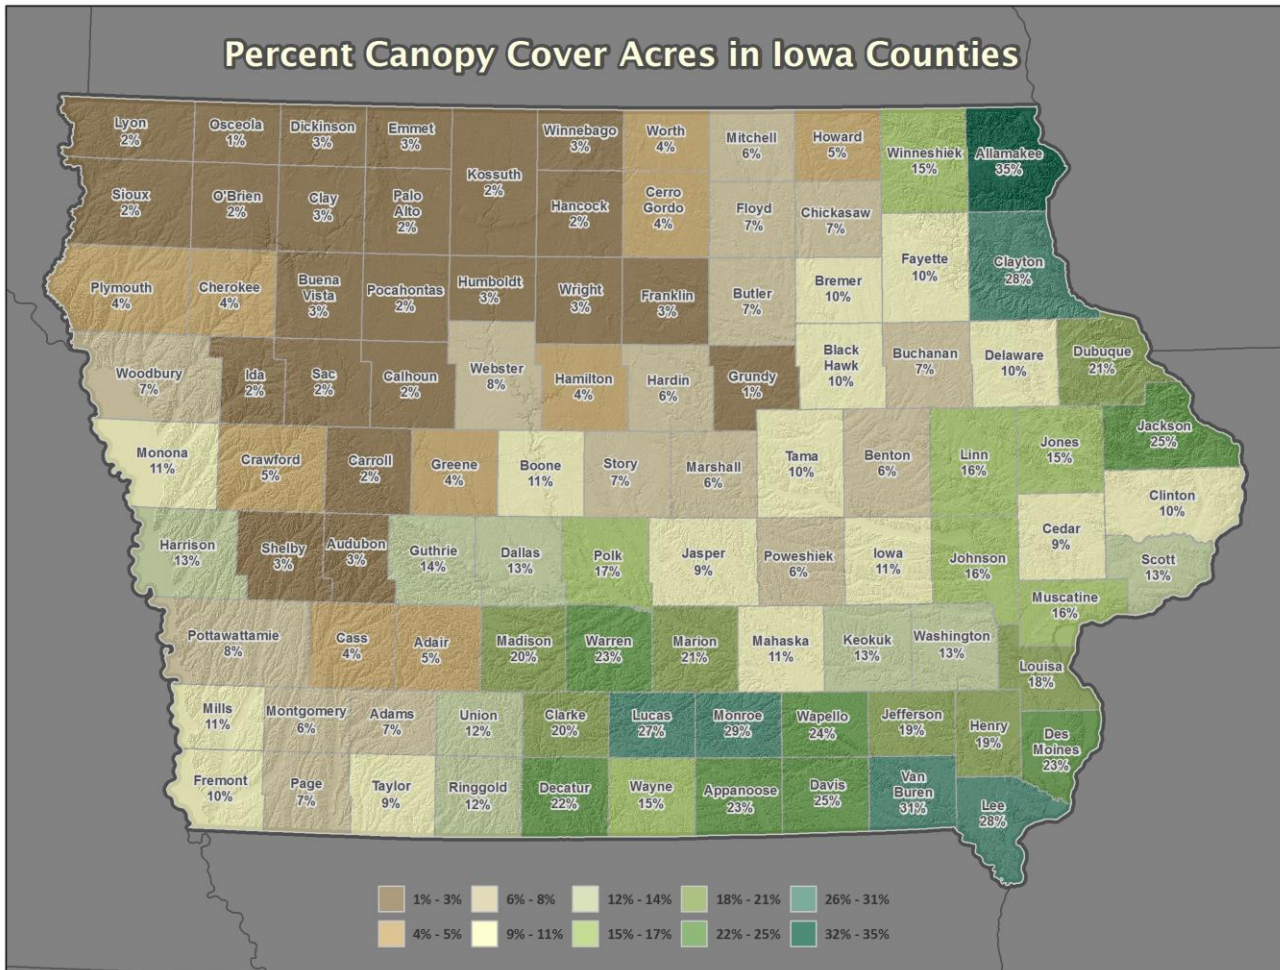 Percent Canopy Cover Acres in Iowa Counties
Lyon
2%
Osceola
1%
Dickinson
3%
Emmet
3%
Kossuth
2%
Winnebago
3%
Worth
4%
Mitchell
6%
Howard
5%
Winneshiek
15%
Allamakee
35%
Sioux
2%
O'Brien
2%
Clay
3%
Palo
Alto
2%
Hancock
2%
Cerro
Gordo
4%
Floyd
7%
Chickasaw
7%
Fayette
10%
Clayton
28%
Plymouth
4%
Cherokee
4%
Buena
Vista
3%
Pocahontas
2%
Humboldt
3%
Wright
3%
Franklin
3%
Butler
7%
Bremer
10%
Woodbury
7%
Ida
2%
Sac
2%
Calhoun
2%
Webster
8%
Hamilton
4%
Hardin
6%
Grundy
1%
Black
Hawk
10%
Buchanan
7%
Delaware
10%
Dubuque
21%
Monona
11%
Crawford
5%
Carroll
2%
Greene
4%
Boone
11%
Story
7%
Marshall
6%
Tama
10%
Benton
6%
Linn
16%
Jones
15%
Jackson
25%
Clinton
10%
Harrison
13%
Shelby
3%
Audubon
3%
Guthrie
14%
Dallas
13%
Polk
17%
Jasper
9%
Poweshiek
6%
Iowa
11%
Johnson
16%
Cedar
9%
Scott
13%
Muscatine
16%
Pottawattamie
8%
Cass
4%
Adair
5%
Madison
20%
Warren
23%
Marion
21%
Mahaska
11%
Keokuk
13%
Washington
13%
Louisa
18%
Mills
11%
Montgomery
6%
Adams
7%
Union
12%
Clarke
20%
Lucas
27%
Monroe
29%
Wapello
24%
Jefferson
19%
Henry
19%
Des
Moines
23%
Fremont
10%
Page
7%
Taylor
9%
Ringgold
12%
Decatur
22%
Wayne
15%
Appanoose
23%
Davis
25%
Van
Buren
31%
Lee
28%
1% - 3% 6% - 8% 12% - 14% 18% - 21% 26% - 31%
4% - 5% 9% - 11% 15% - 17% 22% - 25% 32% - 35%